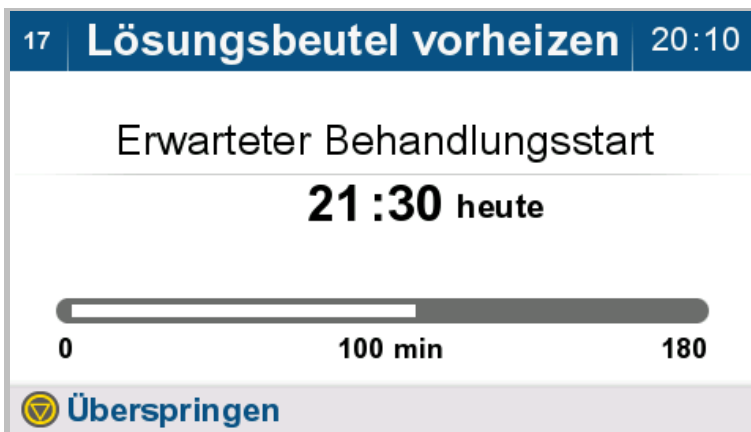 17 Lösungsbeutel vorheizen 20:10
Erwarteter Behandlungsstart
21:30 heute
0 100 min 180
Überspringen